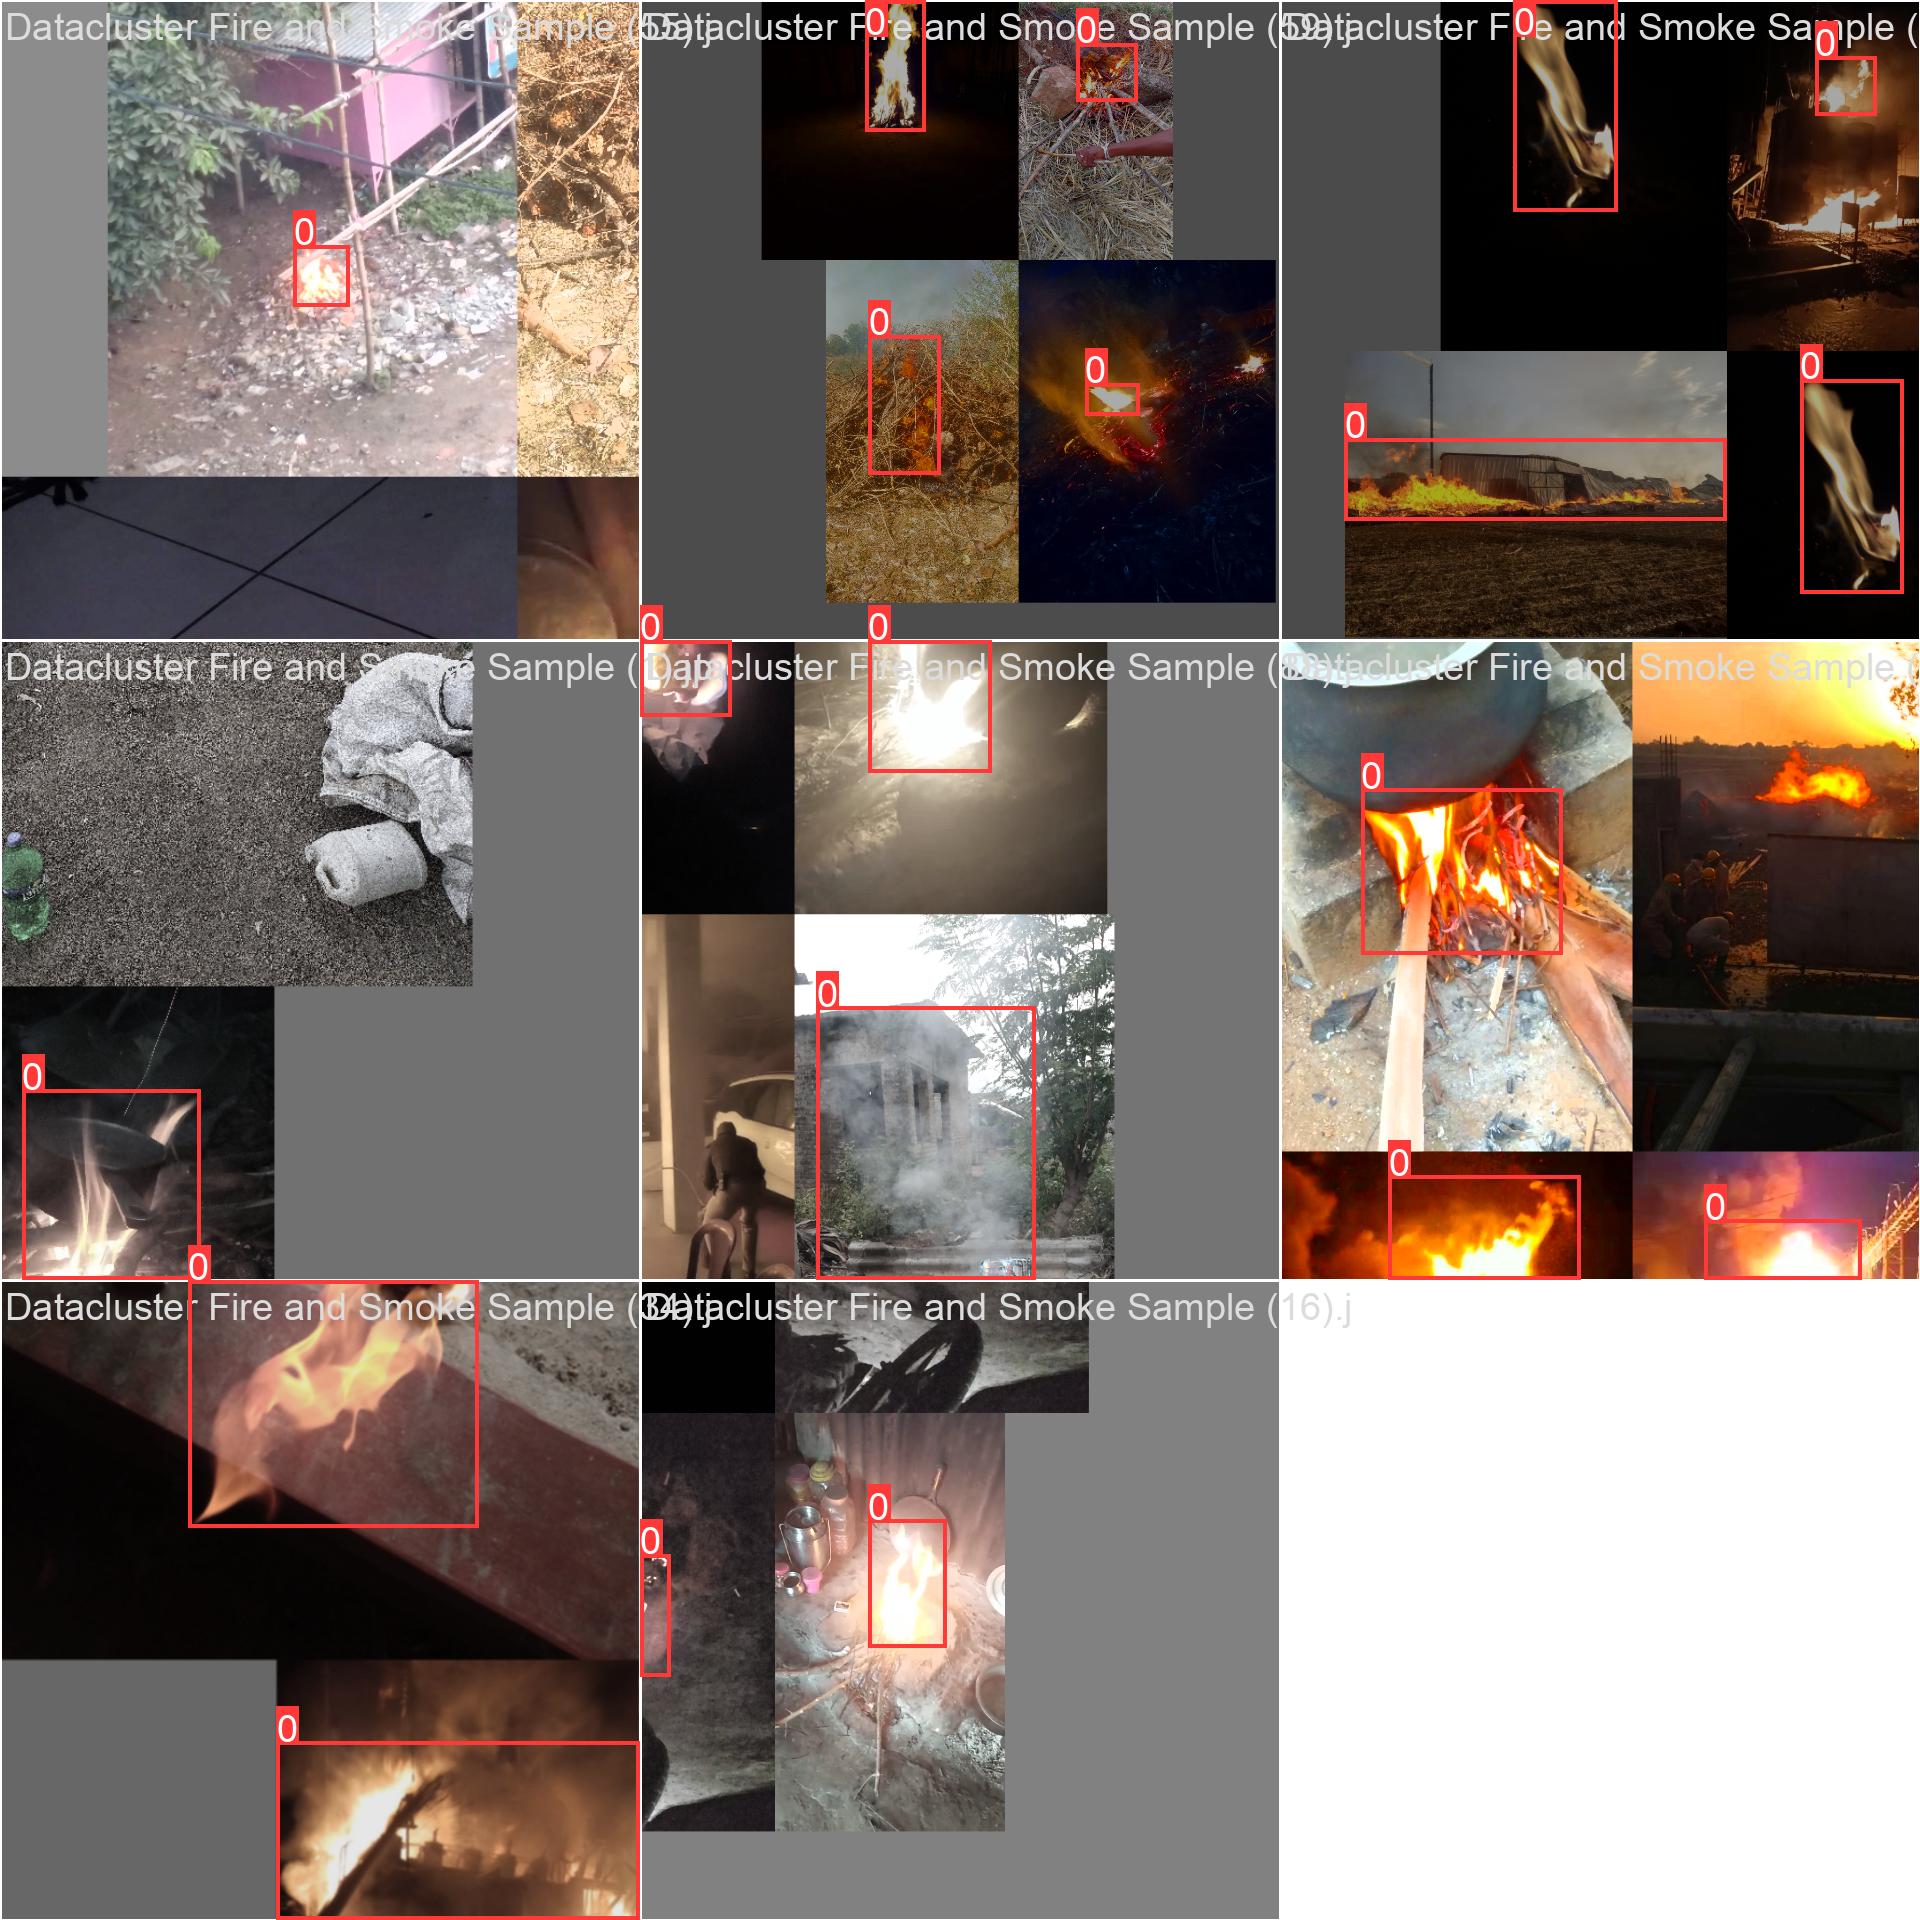 Datacluster Fire and Smoke Sample (55).j
Datacluster Fire and Smoke Sample (59).j
Datacluster Fire and Smoke Sample (
0
0
0
0
0
0
0
0
0
Datacluster Fire and Smoke Sample (
Datacluster Fire and Smoke Sample (
Datacluster Fire and Smoke Sample (
0
0
0
0
0
0
0
Datacluster Fire and Smoke Sample (34).j
Datacluster Fire and Smoke Sample (16).j
0
0
0
0